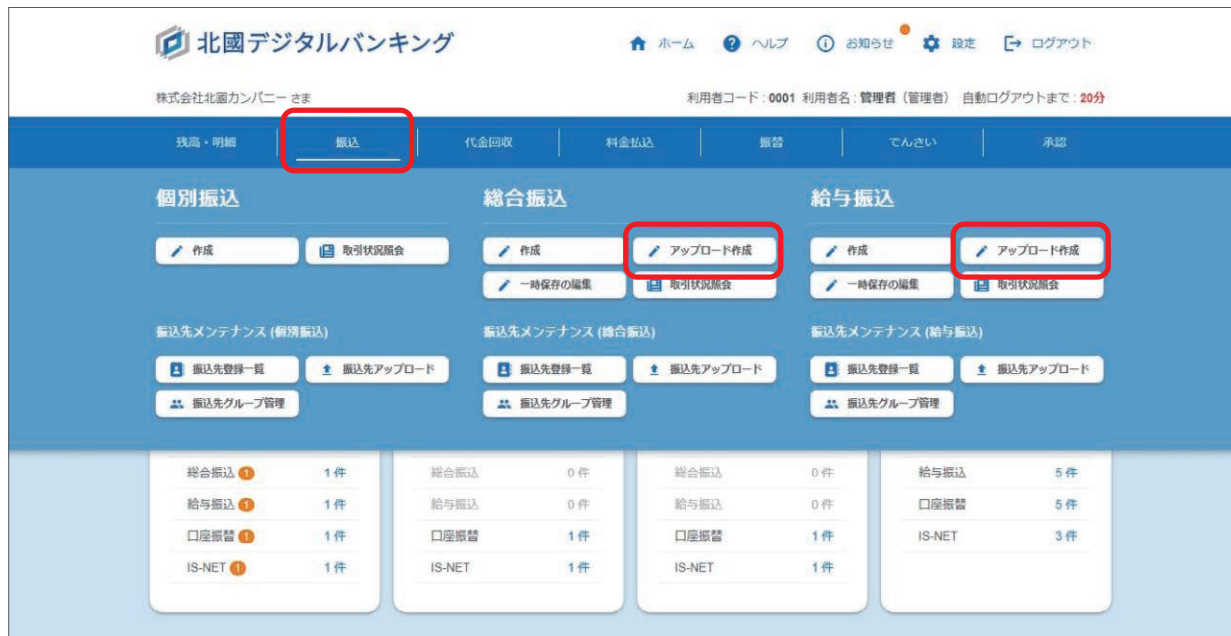 北國デジタルバンキング
ホーム ヘルプ お知らせ 設定 ログアウト
株式会社北國カンパニー さま 利用者コード : 0001 利用者名 : 管理者 (管理者) 自動ログアウトまで : 20分
残高・明細 振込 代金回収 料金払込 振替 でんさい 承認
個別振込 総合振込 給与振込
作成 取引状況照会 作成 アップロード作成 作成 アップロード作成
一時保存の編集 取引状況照会 一時保存の編集 取引状況照会
振込先メンテナンス (個別振込) 振込先メンテナンス (総合振込) 振込先メンテナンス (給与振込)
振込先登録一覧 振込先アップロード 振込先登録一覧 振込先アップロード 振込先登録一覧 振込先アップロード
振込先グループ管理 振込先グループ管理 振込先グループ管理
総合振込 1 1 件 総合振込 0 件 総合振込 0 件 給与振込 5 件
給与振込 1 1 件 給与振込 0 件 給与振込 0 件 口座振替 5 件
口座振替 1 1 件 口座振替 1 件 口座振替 1 件 IS-NET 3 件
IS-NET 1 1 件 IS-NET 1 件 IS-NET 1 件